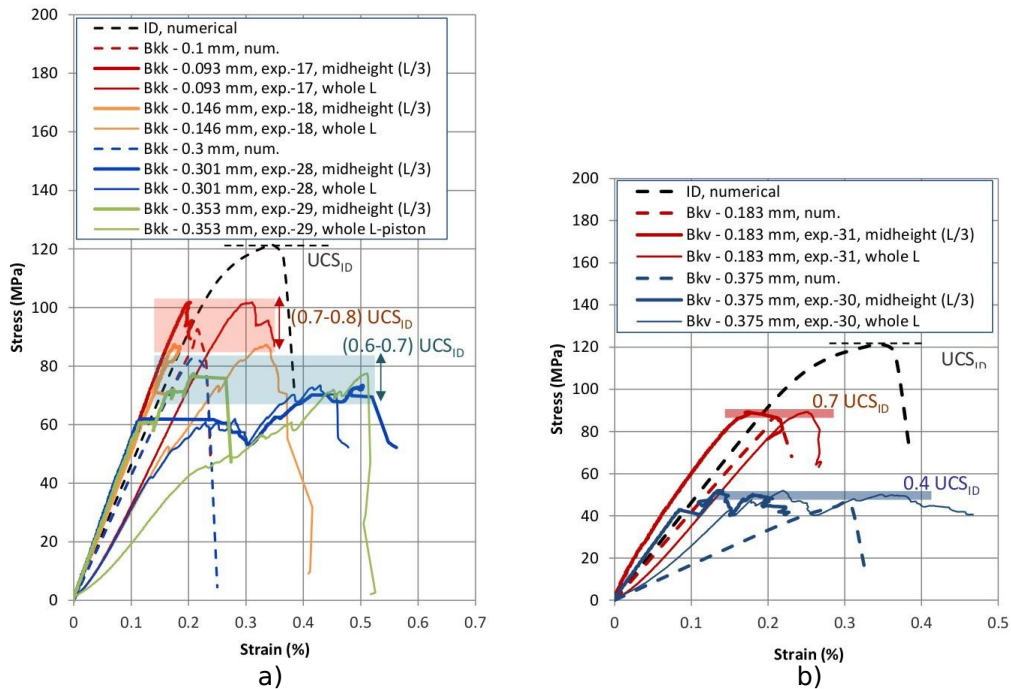 200
180
160
140
120
100
80
60
40
20
0
Stress (MPa)
ID, numerical
Bkk - 0.1 mm, num.
Bkk - 0.093 mm, exp.-17, midheight (L/3)
Bkk - 0.093 mm, exp.-17, whole L
Bkk - 0.146 mm, exp.-18, midheight (L/3)
Bkk - 0.146 mm, exp.-18, whole L
Bkk - 0.3 mm, num.
Bkk - 0.301 mm, exp.-28, midheight (L/3)
Bkk - 0.301 mm, exp.-28, whole L
Bkk - 0.353 mm, exp.-29, midheight (L/3)
Bkk - 0.353 mm, exp.-29, whole L-piston
UCSID
(0.7-0.8) UCSID
(0.6-0.7) UCSID
0 0.1 0.2 0.3 0.4 0.5 0.6 0.7
Strain (%)
a)
200
180
160
140
120
100
80
60
40
20
0
Stress (MPa)
ID, numerical
Bkv - 0.183 mm, num.
Bkv - 0.183 mm, exp.-31, midheight (L/3)
Bkv - 0.183 mm, exp.-31, whole L
Bkv - 0.375 mm, num.
Bkv - 0.375 mm, exp.-30, midheight (L/3)
Bkv - 0.375 mm, exp.-30, whole L
UCSID
0.7 UCSID
0.4 UCSID
0 0.1 0.2 0.3 0.4 0.5
Strain (%)
b)